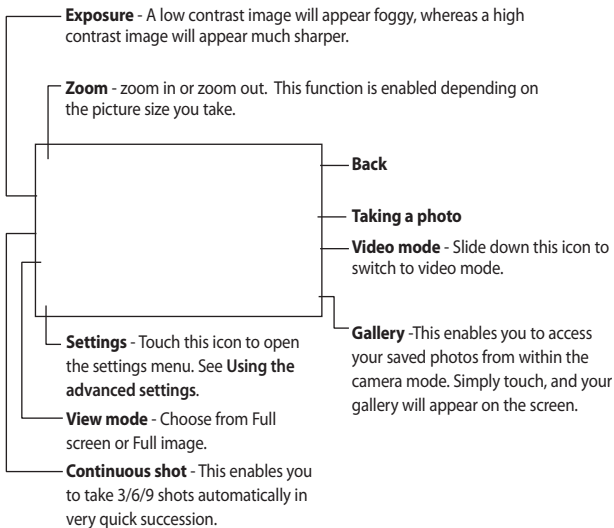 Exposure - A low contrast image will appear foggy, whereas a high
contrast image will appear much sharper.
Zoom - zoom in or zoom out. This function is enabled depending on
the picture size you take.
Back
Taking a photo
Video mode - Slide down this icon to
switch to video mode.
Gallery -This enables you to access
your saved photos from within the
camera mode. Simply touch, and your
gallery will appear on the screen.
Settings - Touch this icon to open
the settings menu. See Using the
advanced settings.
View mode - Choose from Full
screen or Full image.
Continuous shot - This enables you
to take 3/6/9 shots automatically in
very quick succession.